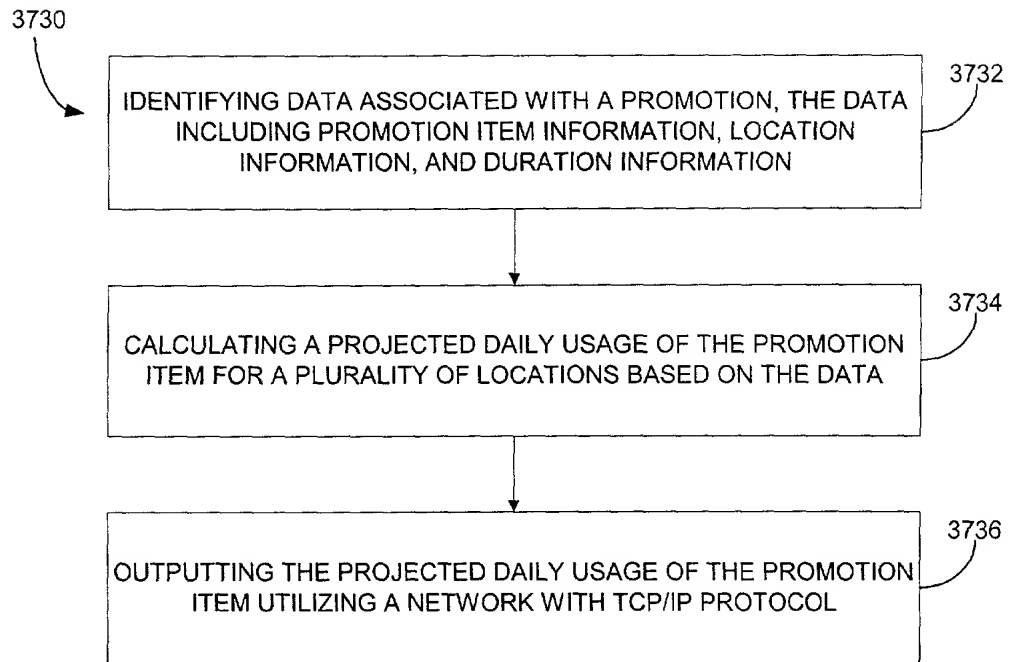 3730
3732
IDENTIFYING DATA ASSOCIATED WITH A PROMOTION, THE DATA
INCLUDING PROMOTION ITEM INFORMATION, LOCATION
INFORMATION, AND DURATION INFORMATION
3734
CALCULATING A PROJECTED DAILY USAGE OF THE PROMOTION
ITEM FOR A PLURALITY OF LOCATIONS BASED ON THE DATA
3736
OUTPUTTING THE PROJECTED DAILY USAGE OF THE PROMOTION
ITEM UTILIZING A NETWORK WITH TCP/IP PROTOCOL